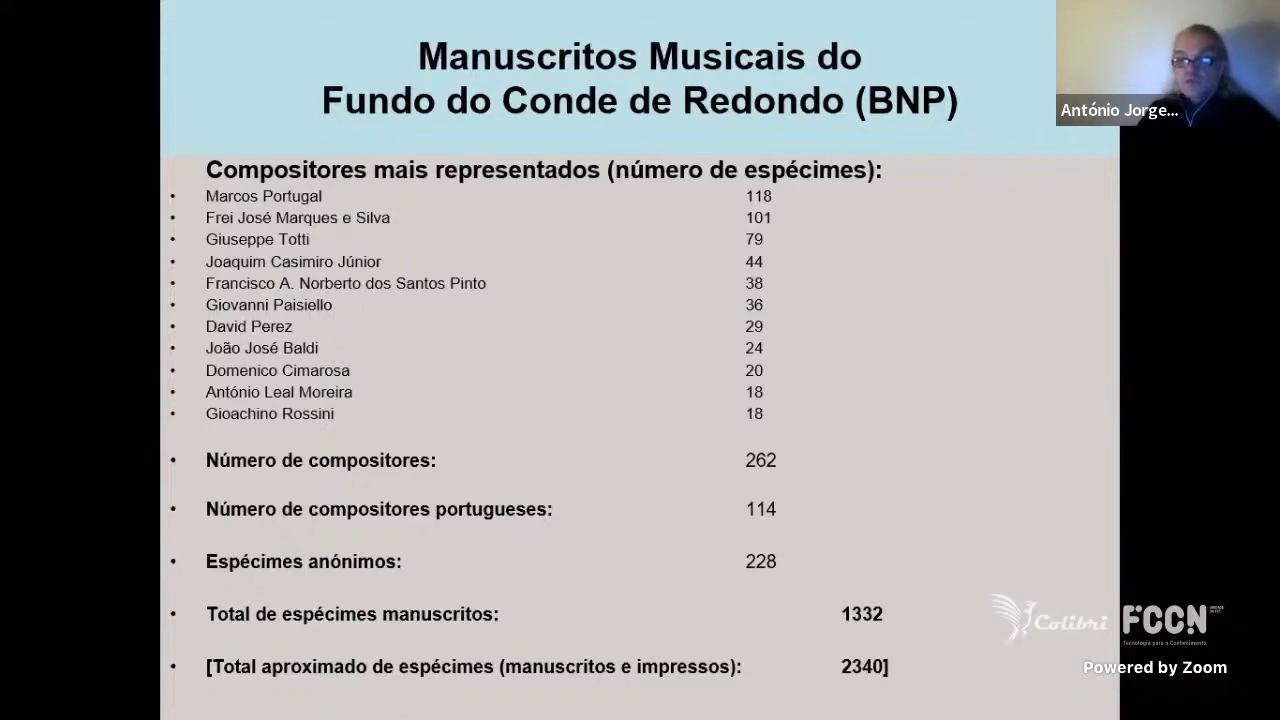 Manuscritos Musicais do
Fundo do Conde de Redondo (BNP)
António Jorge...
Compositores mais representados (número de espécimes):
• Marcos Portugal 118
• Frei José Marques e Silva 101
• Giuseppe Totti 79
• Joaquim Casimiro Júnior 44
• Francisco A. Norberto dos Santos Pinto 38
• Giovanni Paisiello 36
• David Perez 29
• João José Baldi 24
• Domenico Cimarosa 20
• António Leal Moreira 18
• Gioachino Rossini 18
• Número de compositores: 262
• Número de compositores portugueses: 114
• Espécimes anónimos: 228
• Total de espécimes manuscritos: 1332
• [Total aproximado de espécimes (manuscritos e impressos): 2340]
Colibri
FCCN
Tecnologia para o Conhecimento
Powered by Zoom